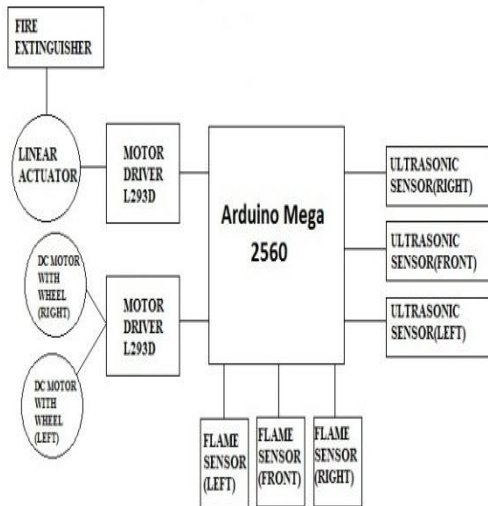 FIRE
EXTINGUISHER
LINEAR
ACTUATOR
MOTOR
DRIVER
L293D
Arduino Mega
2560
ULTRASONIC
SENSOR(RIGHT)
ULTRASONIC
SENSOR(FRONT)
ULTRASONIC
SENSOR(LEFT)
DC MOTOR
WITH
WHEEL
(RIGHT)
MOTOR
DRIVER
L293D
DC MOTOR
WITH
WHEEL
(LEFT)
FLAME
SENSOR
(LEFT)
FLAME
SENSOR
(FRONT)
FLAME
SENSOR
(RIGHT)